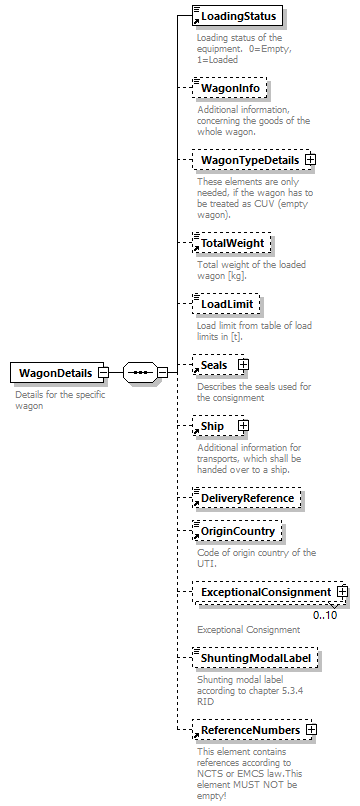 LoadingStatus
Loading status of the
equipment.  0=Empty,
1=Loaded
WagonInfo
Additional information,
concerning the goods of the
whole wagon.
WagonTypeDetails
These elements are only
needed, if the wagon has to
be treated as CUV (empty
wagon).
TotalWeight
Total weight of the loaded
wagon [kg].
LoadLimit
Load limit from table of load
limits in [t].
WagonDetails
Details for the specific
wagon
Seals
Describes the seals used for
the consignment
Ship
Additional information for
transports, which shall be
handed over to a ship.
DeliveryReference
OriginCountry
Code of origin country of the
UTI.
ExceptionalConsignment
0..10
Exceptional Consignment
ShuntingModalLabel
Shunting modal label
according to chapter 5.3.4
RID
ReferenceNumbers
This element contains
references according to
NCTS or EMCS law.This
element MUST NOT be
empty!